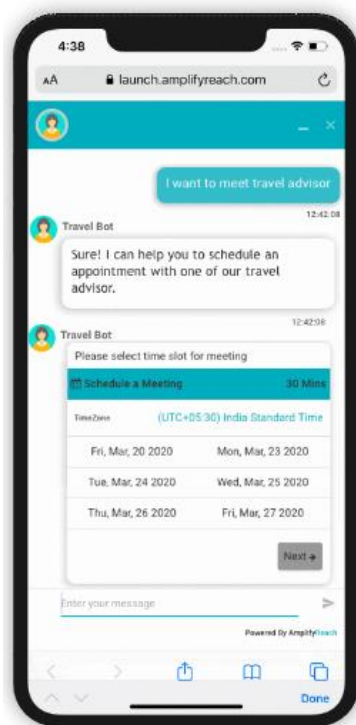 4:38
AA launch.amplifyreach.com
I want to meet travel advisor
12:42:08
Travel Bot
Sure! I can help you to schedule an
appointment with one of our travel
advisor.
12:42:08
Travel Bot
Please select time slot for meeting
Schedule a Meeting 30 Mins
TimeZone (UTC+05:30) India Standard Time
Fri, Mar, 20 2020 Mon, Mar, 23 2020
Tue, Mar, 24 2020 Wed, Mar, 25 2020
Thu, Mar, 26 2020 Fri, Mar, 27 2020
Next →
Enter your message
Powered By AmplifyReach
Done